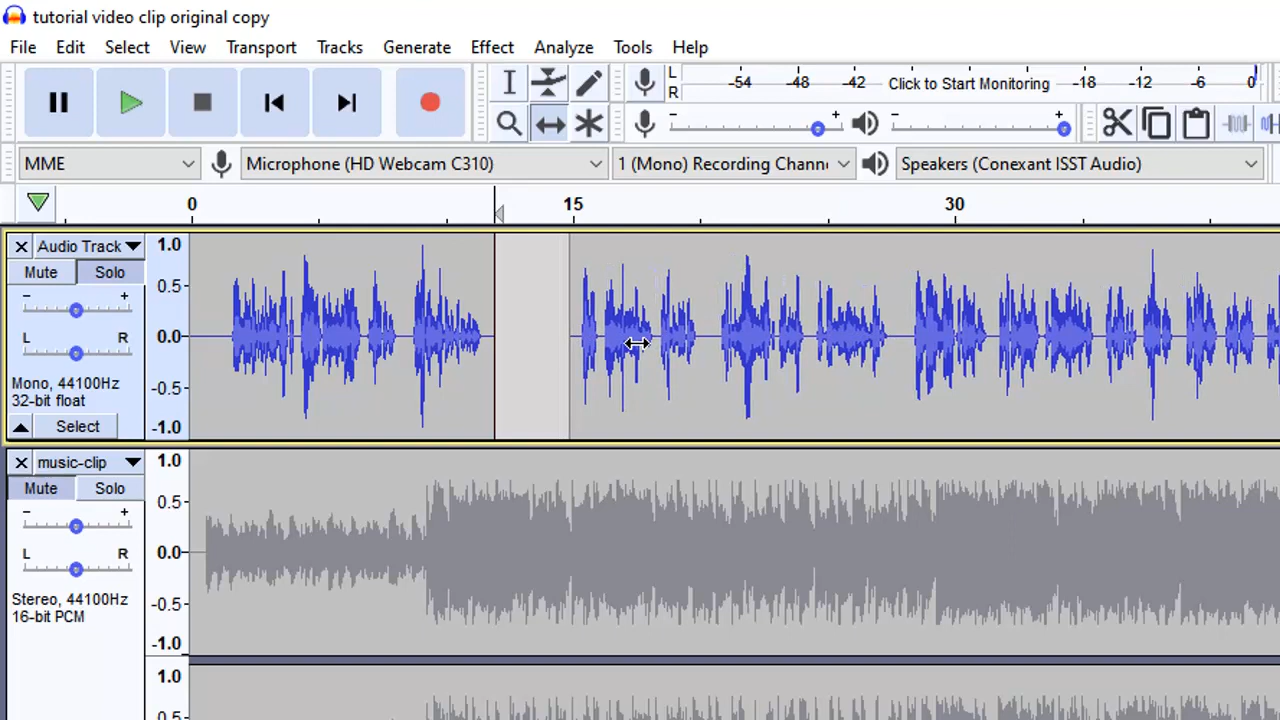 tutorial video clip original copy
File Edit Select View Transport Tracks Generate Effect Analyze Tools Help
L R -54 -48 -42 Click to Start Monitoring -18 -12 -6 0
- + - +
MME Microphone (HD Webcam C310) 1 (Mono) Recording Chann Speakers (Conexant ISST Audio)
0 15 30
Audio Track 1.0
Mute Solo
- + 0.5
L R 0.0
Mono, 44100Hz -0.5
32-bit float
Select -1.0
music-clip 1.0
Mute Solo 0.5
- +
L R 0.0
Stereo, 44100Hz -0.5
16-bit PCM
-1.0
1.0
0.5